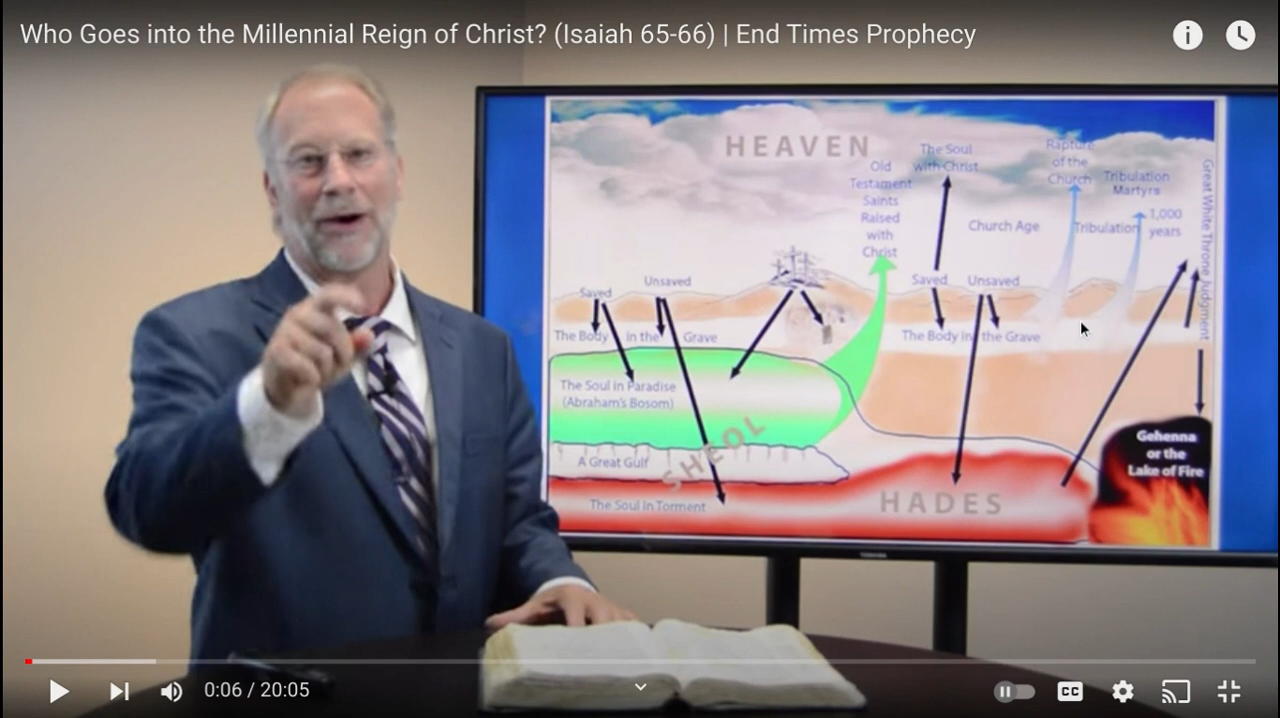 Who Goes into the Millennial Reign of Christ? (Isaiah 65-66) | End Times Prophecy
HEAVEN
The Soul
with Christ
Rapture
of the
Church
Old
Testament
Saints
Raised
with
Christ
Tribulation
Martyrs
Great White Throne Judgment
Church Age
Tribulation
1,000
years
Saved
Unsaved
Saved
Unsaved
The Body in the Grave
The Body in the Grave
The Soul in Paradise
(Abraham's Bosom)
SHEOL
A Great Gulf
The Soul in Torment
HADES
Gehenna
or the
Lake of Fire
TOSHIBA
0:06 / 20:05
CC